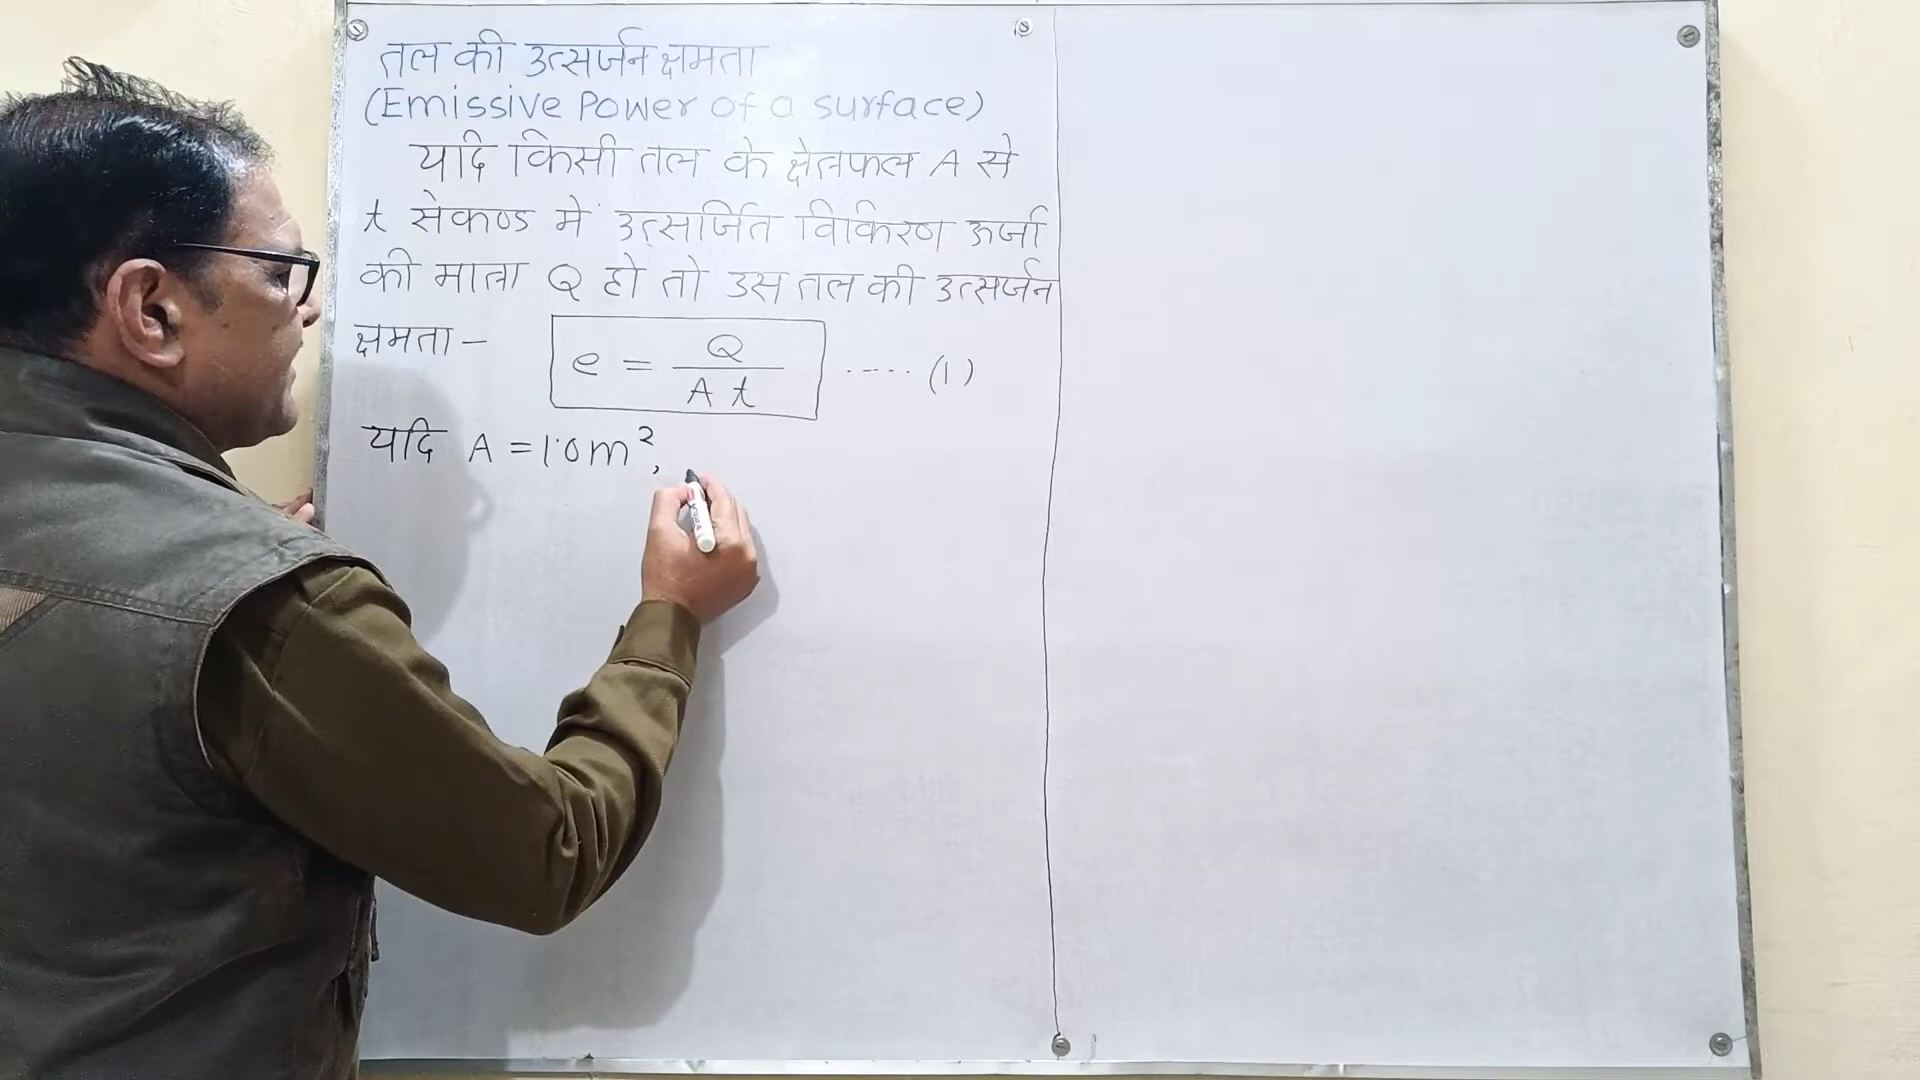 तल की उत्सर्जन क्षमता
(Emissive Power of a surface)
यदि किसी तल के क्षेत्रफल A से
t सेकण्ड में उत्सर्जित विकिरण ऊर्जा
की मात्रा Q हो तो उस तल की उत्सर्जन
क्षमता - e = Q / A t ..... (1)
यदि A = 1.0 m²,